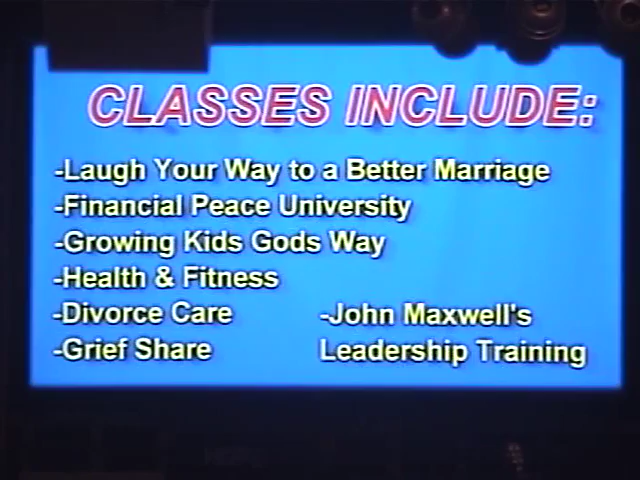 CLASSES INCLUDE:
-Laugh Your Way to a Better Marriage
-Financial Peace University
-Growing Kids Gods Way
-Health & Fitness
-Divorce Care
-Grief Share
-John Maxwell's
Leadership Training